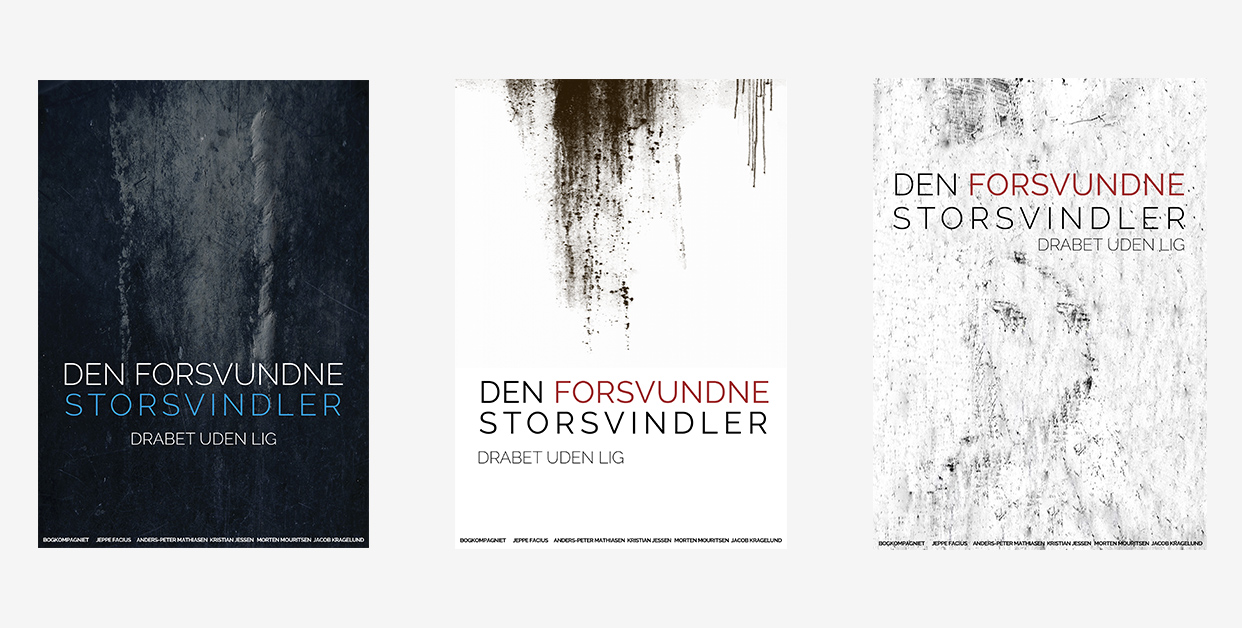 DEN FORSVUNDNE
STORSVINDLER
DRABET UDEN LIG
BOGKOMPAGNIET JEPPE FACIUS ANDERS-PETER MATHIASEN KRISTIAN JESSEN MORTEN MOURITSEN JACOB KRAGELUND
DEN FORSVUNDNE
STORSVINDLER
DRABET UDEN LIG
BOGKOMPAGNIET JEPPE FACIUS ANDERS-PETER MATHIASEN KRISTIAN JESSEN MORTEN MOURITSEN JACOB KRAGELUND
DEN FORSVUNDNE
STORSVINDLER
DRABET UDEN LIG
BOGKOMPAGNIET JEPPE FACIUS ANDERS-PETER MATHIASEN KRISTIAN JESSEN MORTEN MOURITSEN JACOB KRAGELUND